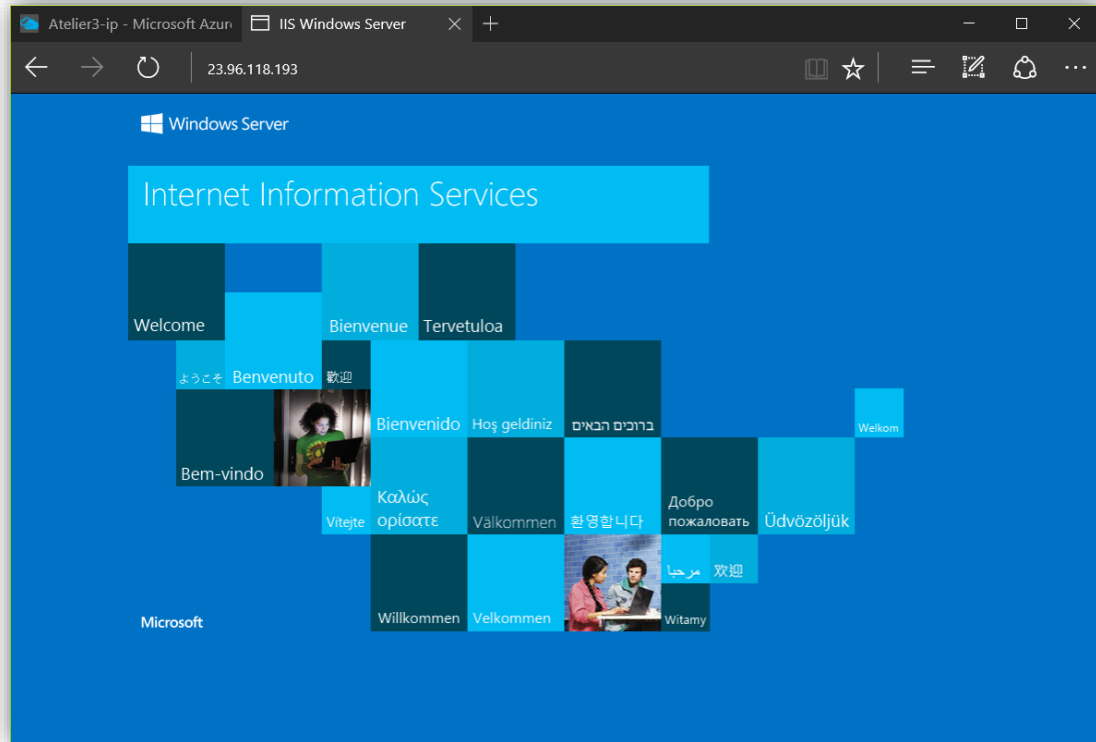 Atelier3-ip - Microsoft Azur
IIS Windows Server
23.96.118.193
Windows Server
Internet Information Services
Welcome
Bienvenue
Tervetuloa
ようこそ
Benvenuto
歡迎
Bienvenido
Hoş geldiniz
ברוכים הבאים
Welkom
Bem-vindo
Vítejte
Καλώς
ορίσατε
Välkommen
환영합니다
Добро
пожаловать
Üdvözöljük
مرحبا
欢迎
Microsoft
Willkommen
Velkommen
Witamy